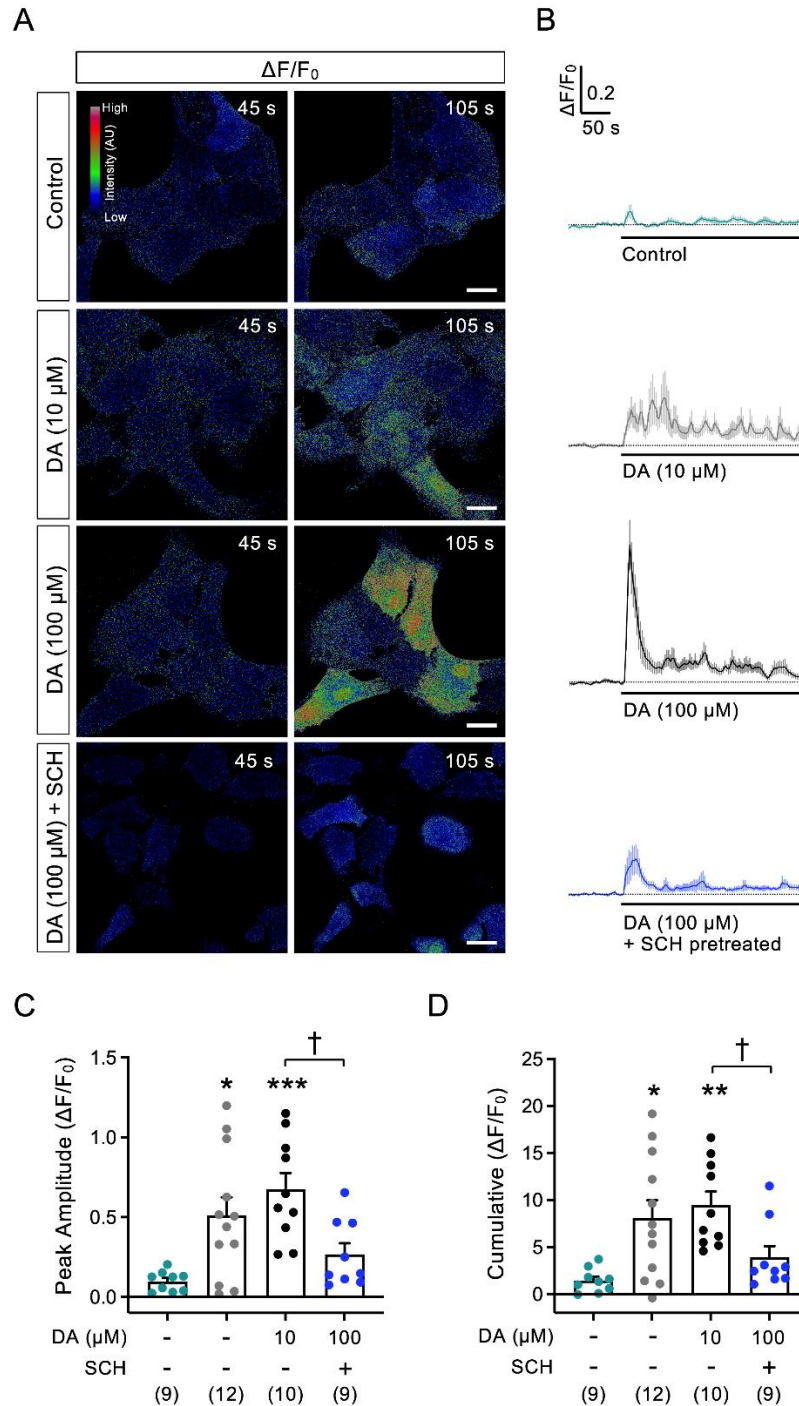 A
ΔF/F₀
Control
High
Intensity (AU)
Low
45 s
105 s
DA (10 µM)
45 s
105 s
DA (100 µM)
45 s
105 s
DA (100 µM) + SCH
45 s
105 s
B
ΔF/F₀
0.2
50 s
Control
DA (10 µM)
DA (100 µM)
DA (100 µM)
+ SCH pretreated
C
Peak Amplitude (ΔF/F₀)
1.5
1.0
0.5
0.0
*
***
†
DA (µM) - - 10 100
SCH - - - +
(9) (12) (10) (9)
D
Cumulative (ΔF/F₀)
25
20
15
10
5
0
*
**
†
DA (µM) - - 10 100
SCH - - - +
(9) (12) (10) (9)